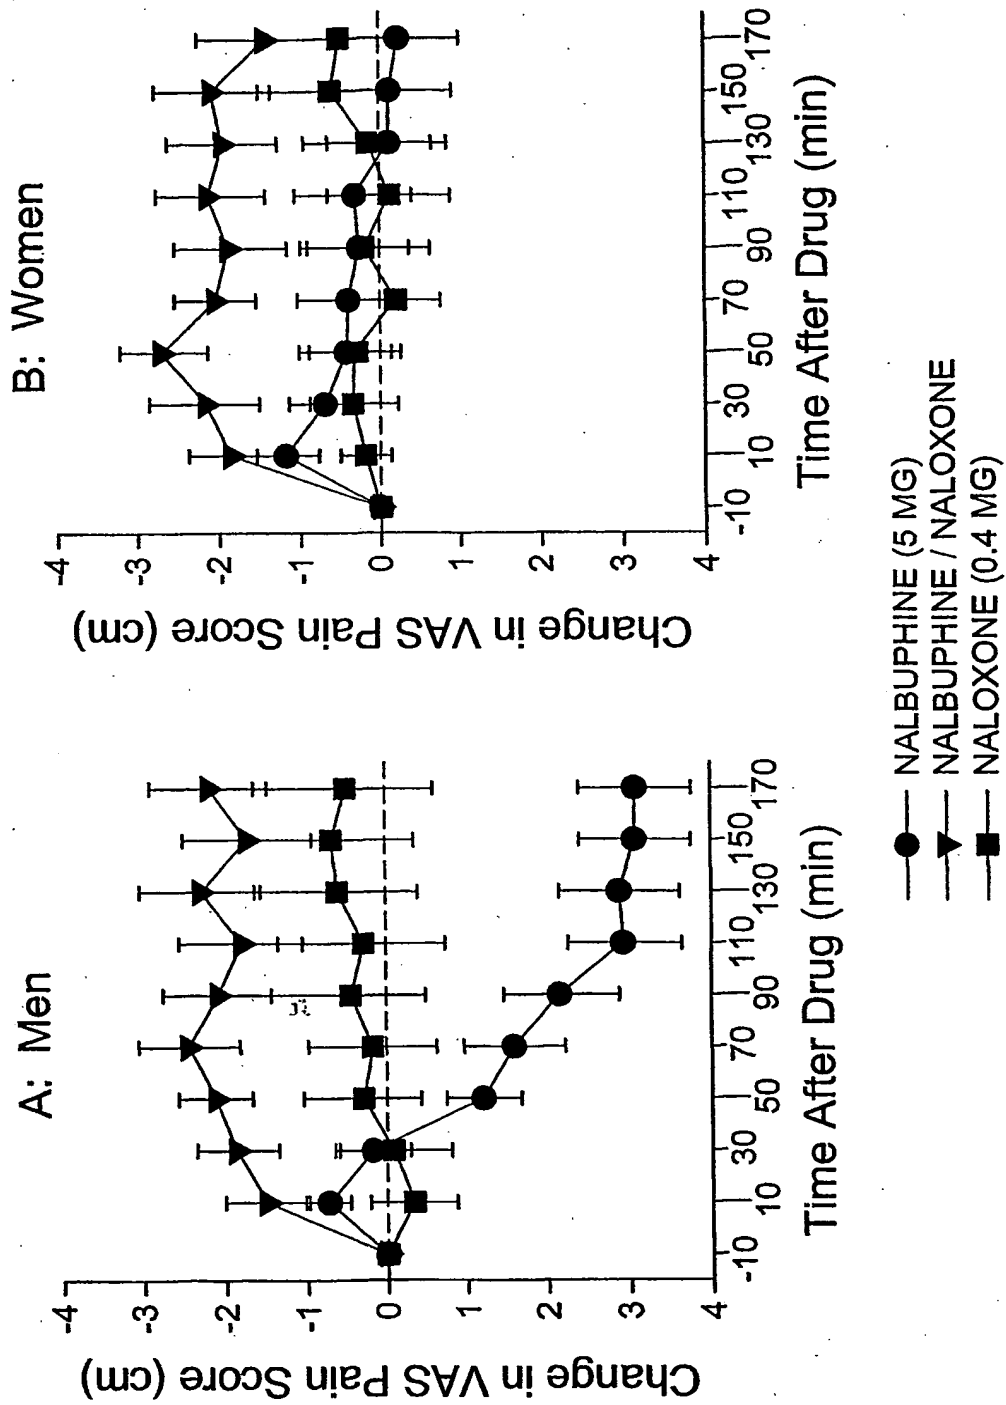 A: Men
Change in VAS Pain Score (cm)
-4
-3
-2
-1
0
1
2
3
4
-10 10 30 50 70 90 110 130 150 170
Time After Drug (min)
B: Women
Change in VAS Pain Score (cm)
-4
-3
-2
-1
0
1
2
3
4
-10 10 30 50 70 90 110 130 150 170
Time After Drug (min)
NALBUPHINE (5 MG)
NALBUPHINE / NALOXONE
NALOXONE (0.4 MG)